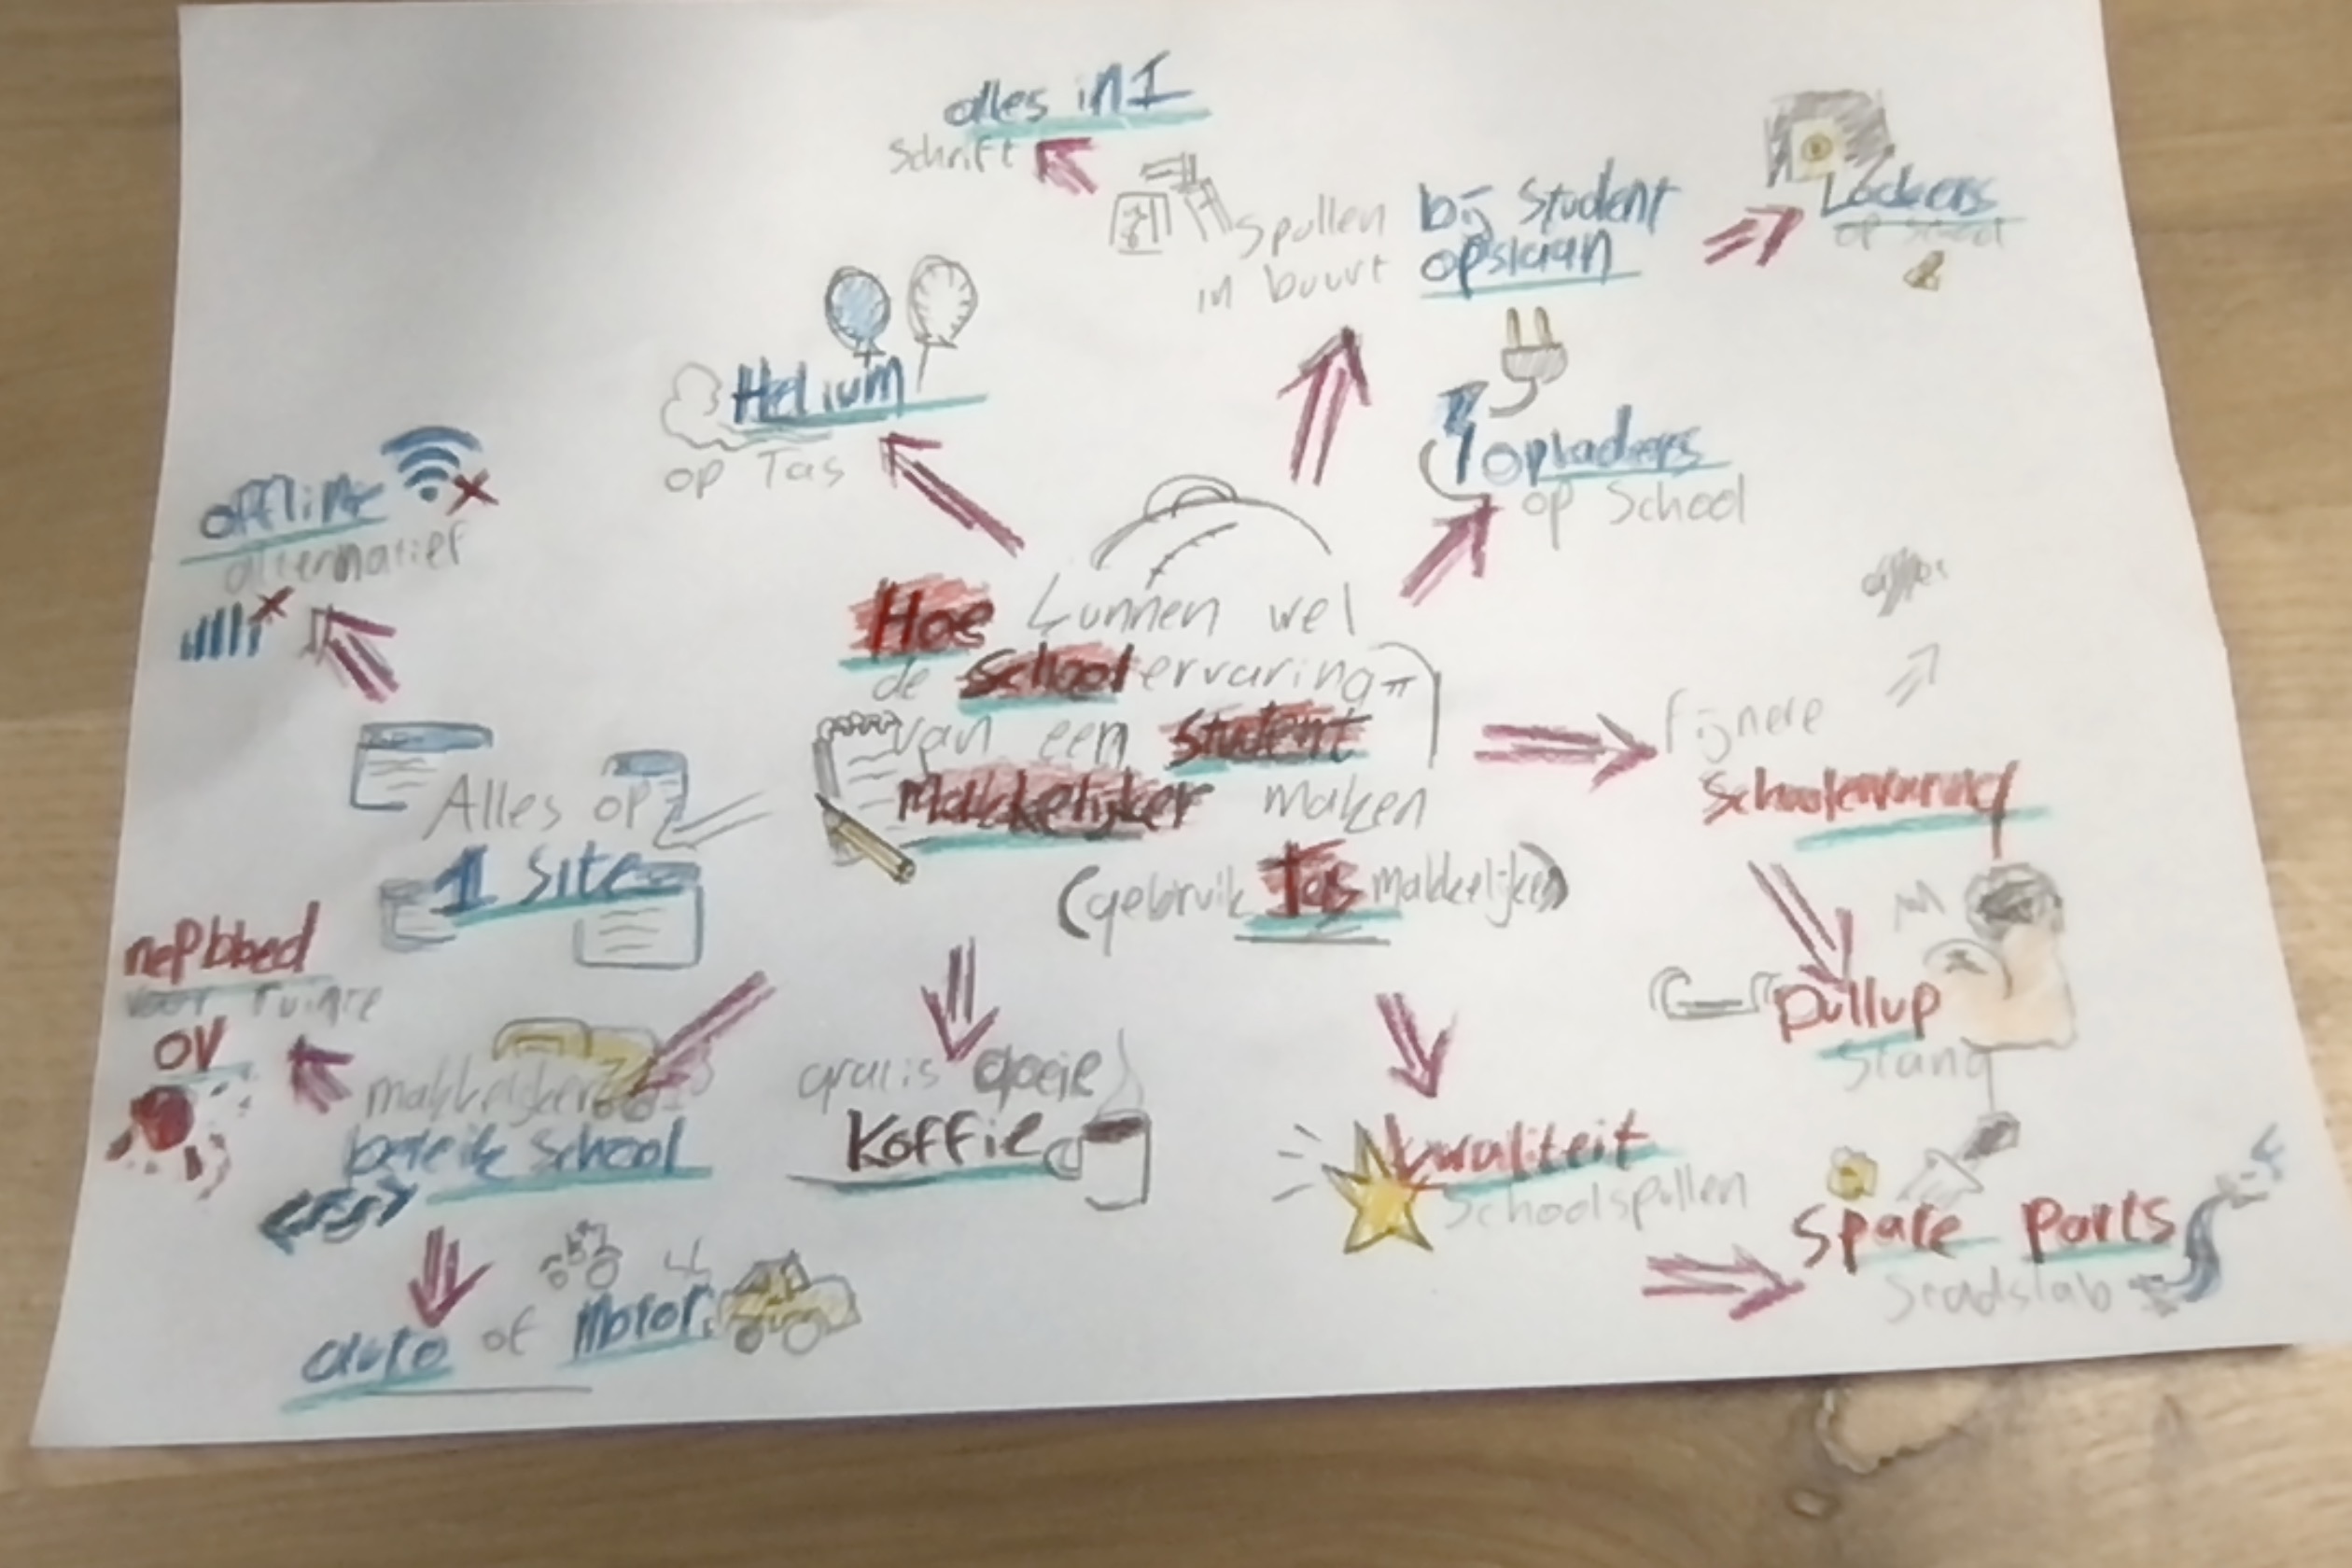 alles in 1
schrift
Spullen
in buurt
bij student
opslaan
Lockers
op school
Helium
op Tas
opladers
op School
offline
alternatief
Hoe kunnen wel
de schoolervaring
van een student
Makkelijker maken
(gebruik Tas makkelijker)
fijnere
Schoolervaring
Alles op
1 site
nepbloed
voor ruimte
OV
makkelijker
bereik School
gratis goeie
Koffie
kwaliteit
Schoolspullen
pullup
stang
Spare Parts
Stadslab
auto of Motor